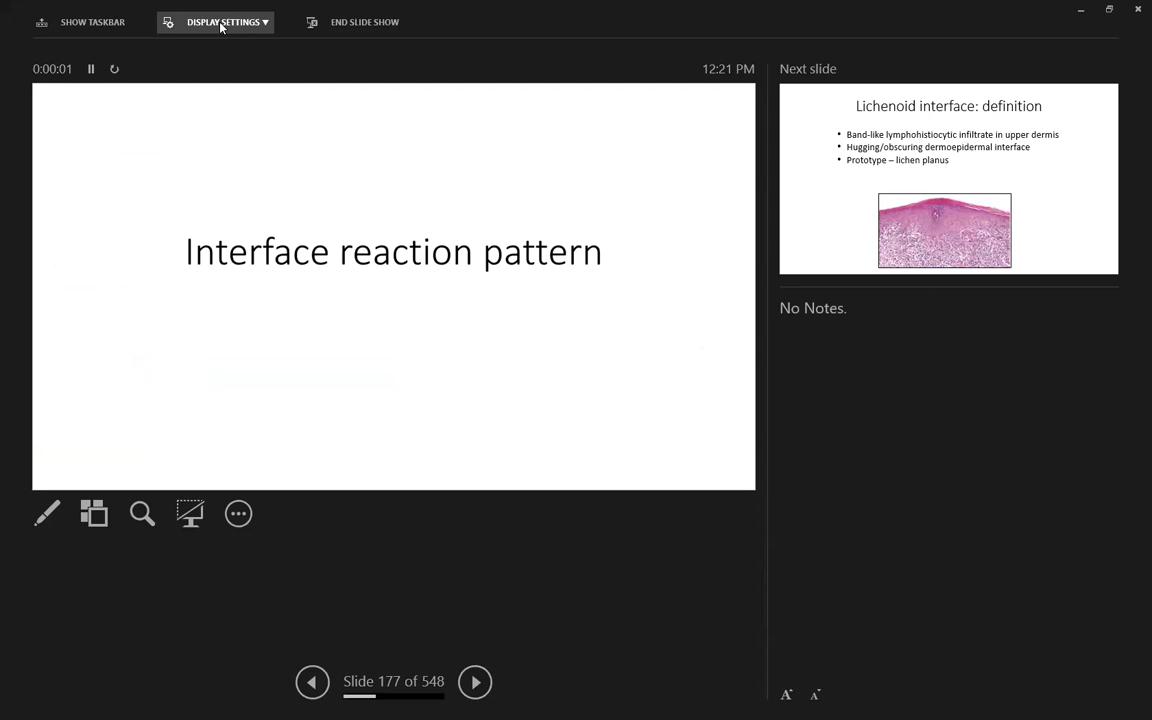 SHOW TASKBAR
DISPLAY SETTINGS ▾
END SLIDE SHOW
0:00:01
12:21 PM
Interface reaction pattern
Slide 177 of 548
Next slide
Lichenoid interface: definition
• Band-like lymphohistiocytic infiltrate in upper dermis
• Hugging/obscuring dermoepidermal interface
• Prototype – lichen planus
No Notes.
A A